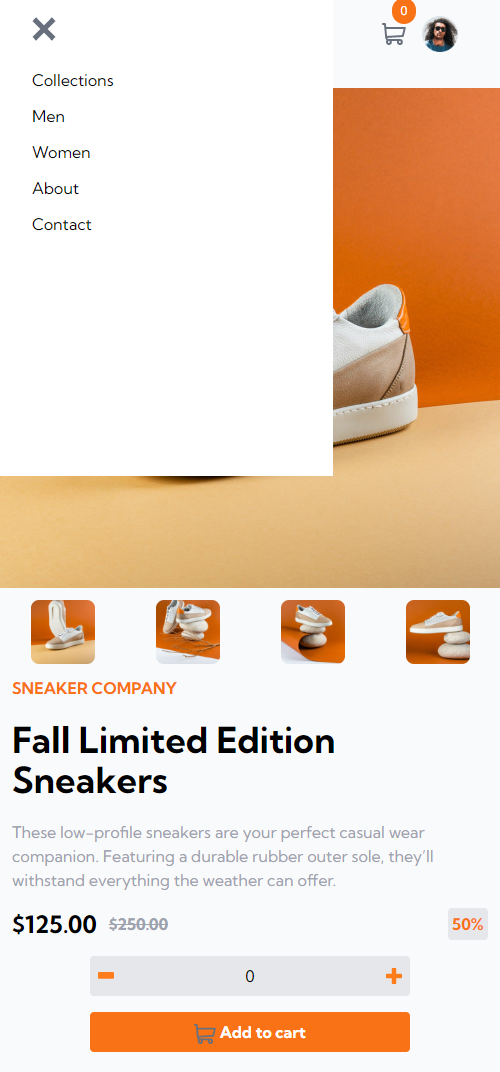 0
Collections
Men
Women
About
Contact
SNEAKER COMPANY
Fall Limited Edition
Sneakers
These low-profile sneakers are your perfect casual wear
companion. Featuring a durable rubber outer sole, they’ll
withstand everything the weather can offer.
$125.00 $250.00 50%
0
Add to cart